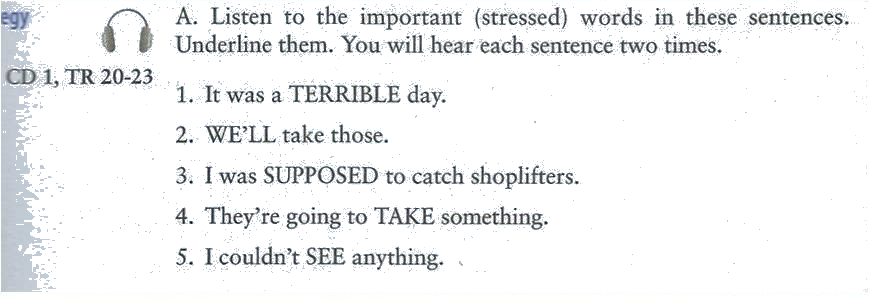 egy
A. Listen to the important (stressed) words in these sentences.
Underline them. You will hear each sentence two times.
CD 1, TR 20-23
1. It was a TERRIBLE day.
2. WE'LL take those.
3. I was SUPPOSED to catch shoplifters.
4. They're going to TAKE something.
5. I couldn't SEE anything.